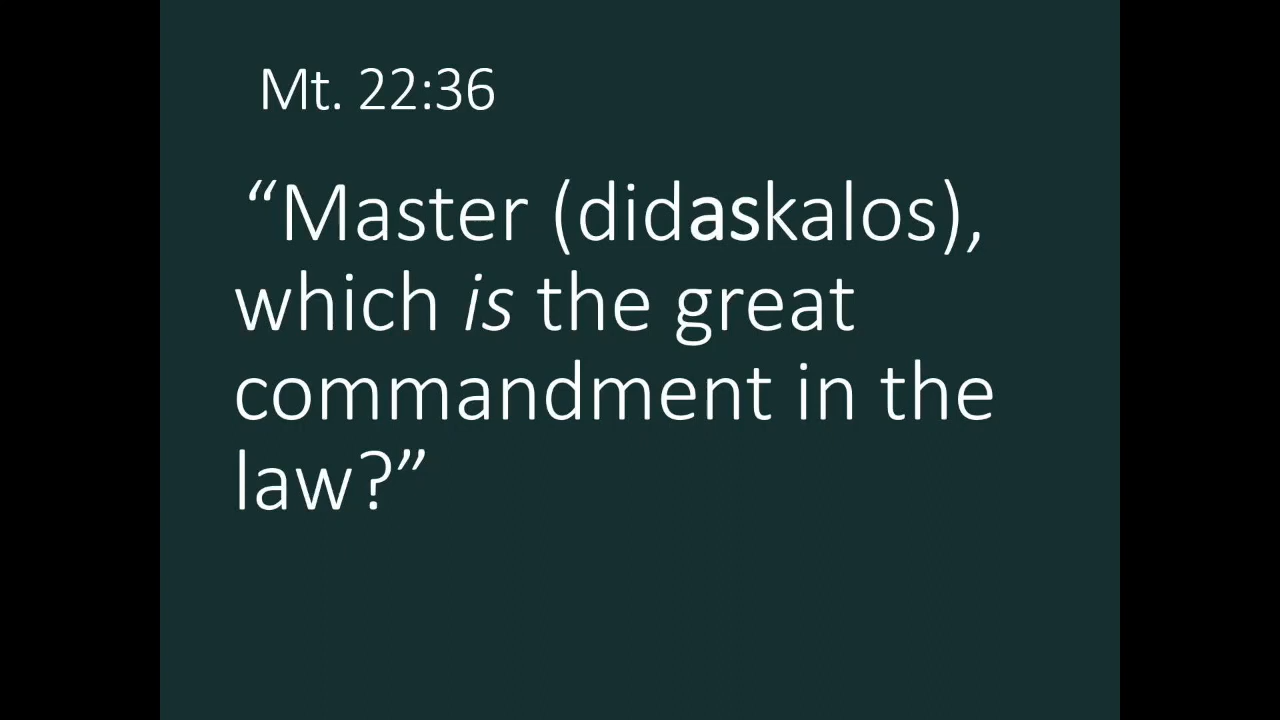 Mt. 22:36
“Master (didaskalos),
which is the great
commandment in the
law?”